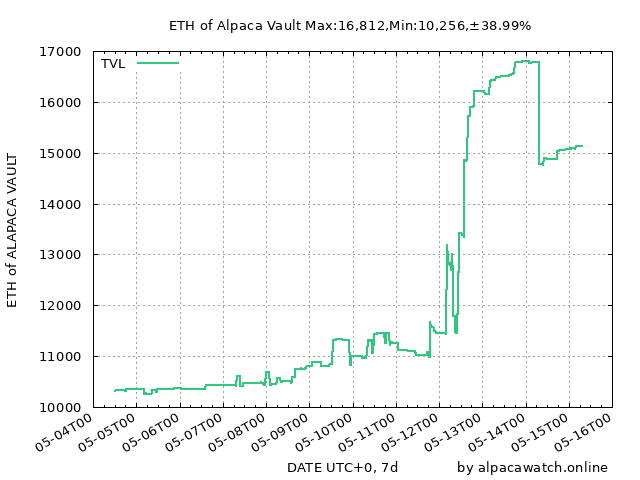 ETH of Alpaca Vault Max:16,812,Min:10,256,±38.99%
TVL
17000
16000
15000
14000
13000
12000
11000
10000
ETH of ALAPACA VAULT
05-04T00
05-05T00
05-06T00
05-07T00
05-08T00
05-09T00
05-10T00
05-11T00
05-12T00
05-13T00
05-14T00
05-15T00
05-16T00
DATE UTC+0, 7d
by alpacawatch.online